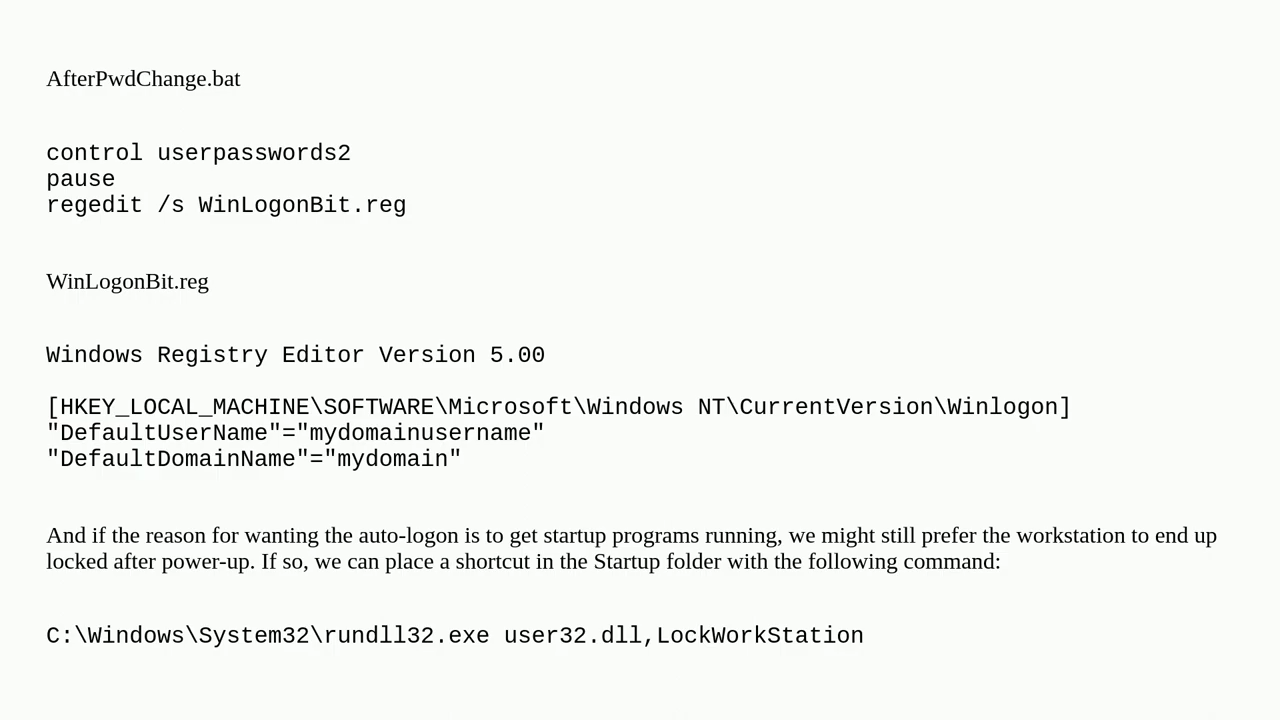 AfterPwdChange.bat
control userpasswords2
pause
regedit /s WinLogonBit.reg
WinLogonBit.reg
Windows Registry Editor Version 5.00
[HKEY_LOCAL_MACHINE\SOFTWARE\Microsoft\Windows NT\CurrentVersion\Winlogon]
"DefaultUserName"="mydomainusername"
"DefaultDomainName"="mydomain"
And if the reason for wanting the auto-logon is to get startup programs running, we might still prefer the workstation to end up
locked after power-up. If so, we can place a shortcut in the Startup folder with the following command:
C:\Windows\System32\rundll32.exe user32.dll,LockWorkStation